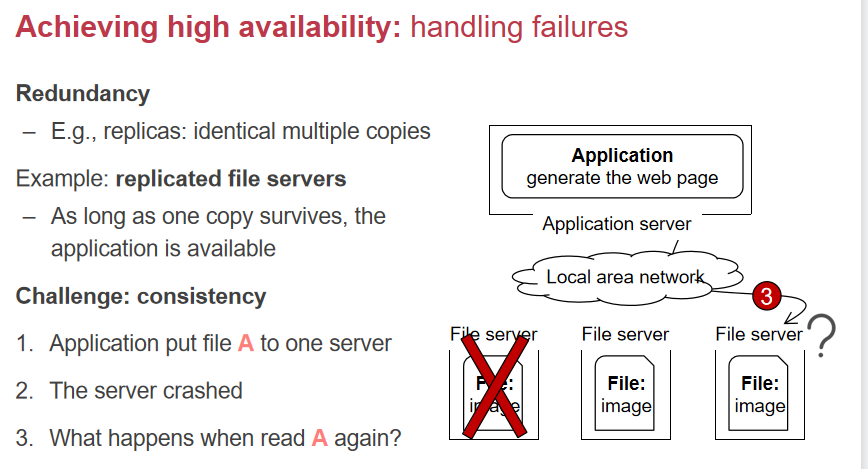 Achieving high availability: handling failures
Redundancy
– E.g., replicas: identical multiple copies
Example: replicated file servers
– As long as one copy survives, the
application is available
Challenge: consistency
1. Application put file A to one server
2. The server crashed
3. What happens when read A again?
Application
generate the web page
Application server
Local area network
3
File server
File server
File server
?
File:
image
File:
image
File:
image